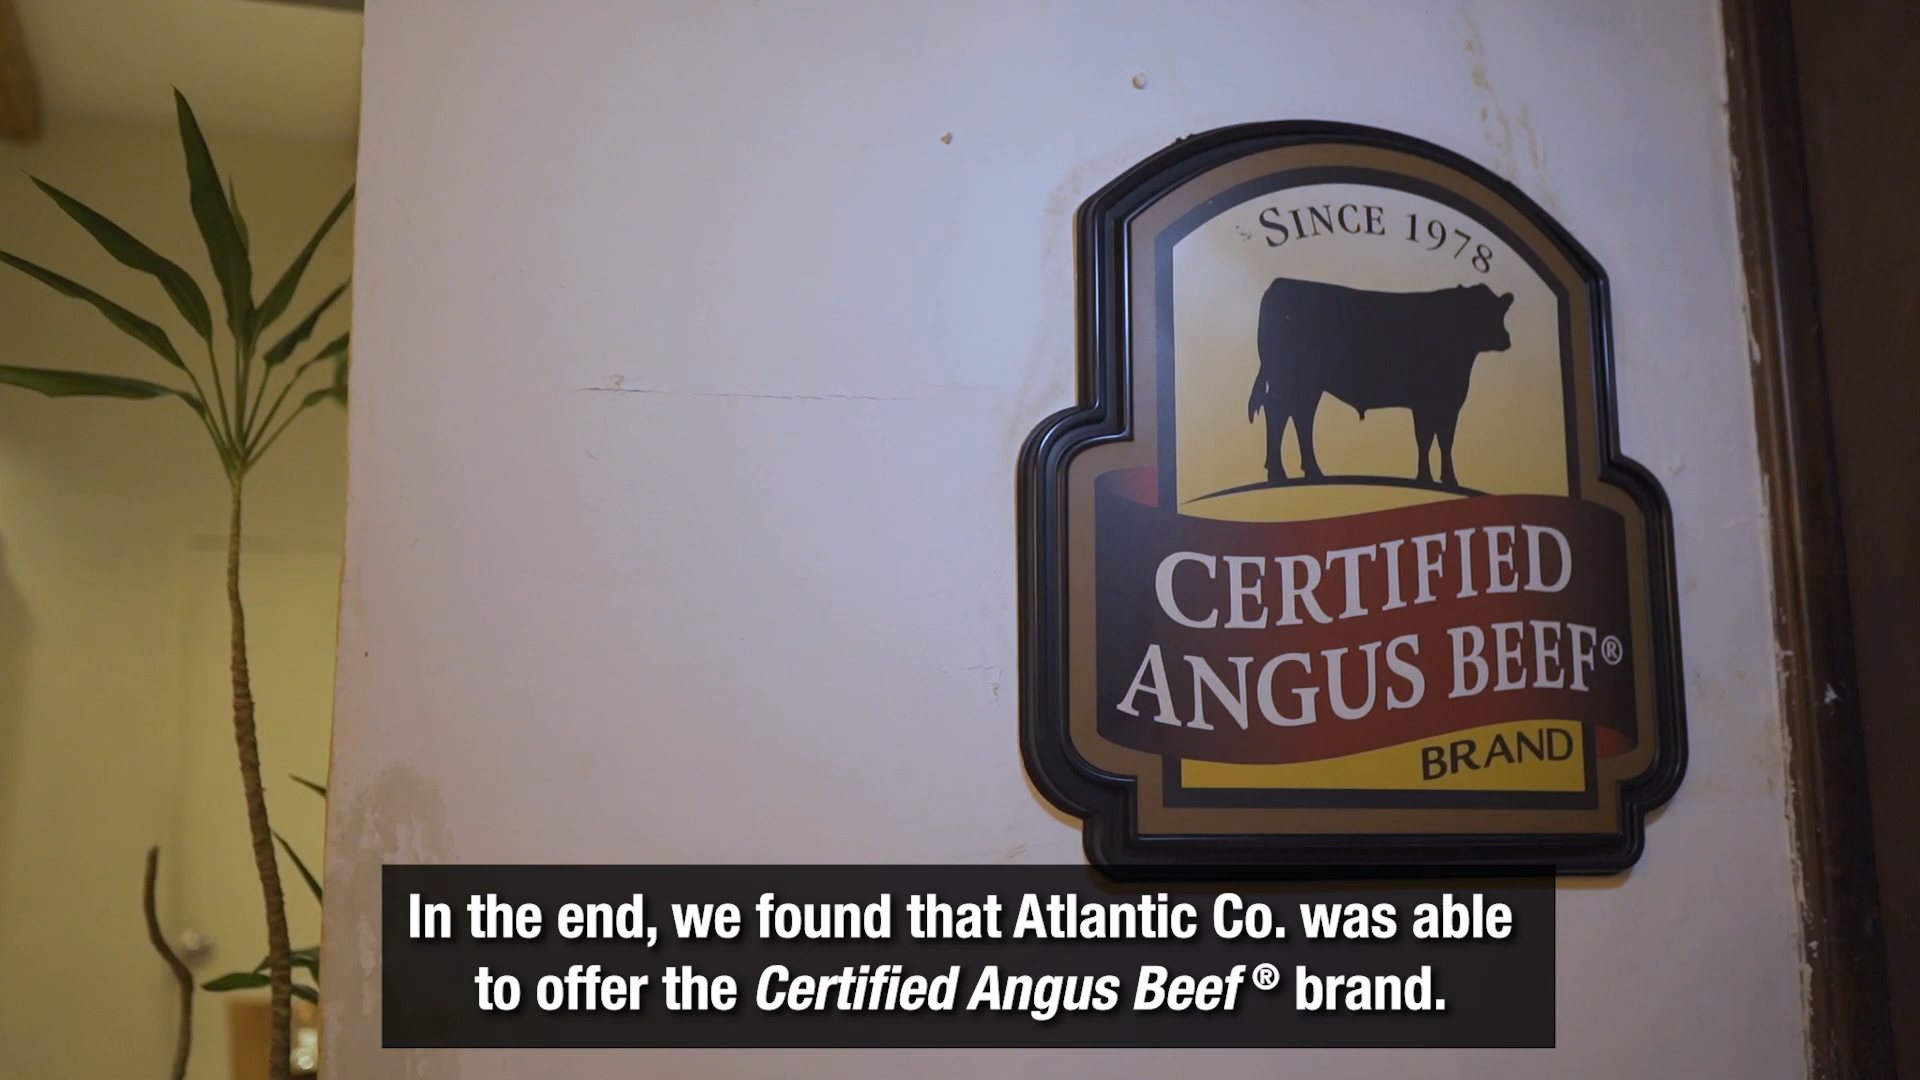 SINCE 1978
CERTIFIED
ANGUS BEEF®
BRAND
In the end, we found that Atlantic Co. was able
to offer the Certified Angus Beef ® brand.